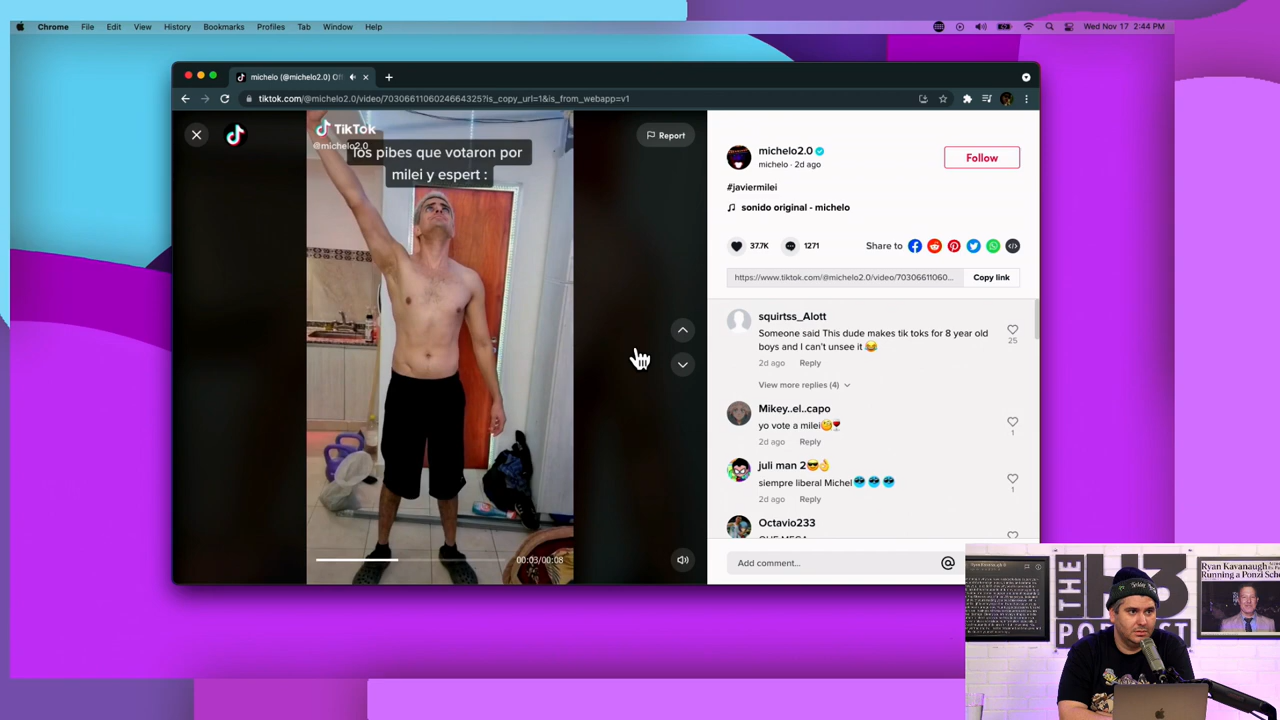 Chrome File Edit View History Bookmarks Profiles Tab Window Help
Wed Nov 17 2:44 PM
michelo (@michelo2.0) Of
tiktok.com/@michelo2.0/video/7030661106024664325?is_copy_url=1&is_from_webapp=v1
TikTok
@michelo2.0
los pibes que votaron por
milei y espert :
Report
00:03/00:08
michelo2.0
michelo · 2d ago
Follow
#javiermilei
sonido original - michelo
37.7K 1271 Share to
https://www.tiktok.com/@michelo2.0/video/70306611060... Copy link
squirtss_Alott
Someone said This dude makes tik toks for 8 year old
boys and I can't unsee it 😂
25
2d ago Reply
View more replies (4)
Mikey..el..capo
yo vote a milei🧐🍷
1
2d ago Reply
juli man 2😎👌
siempre liberal Michel
1
2d ago Reply
Octavio233
Add comment... @
THE H3
PODCAST
Ryan Kavanaugh
Running a Ponzi Sch